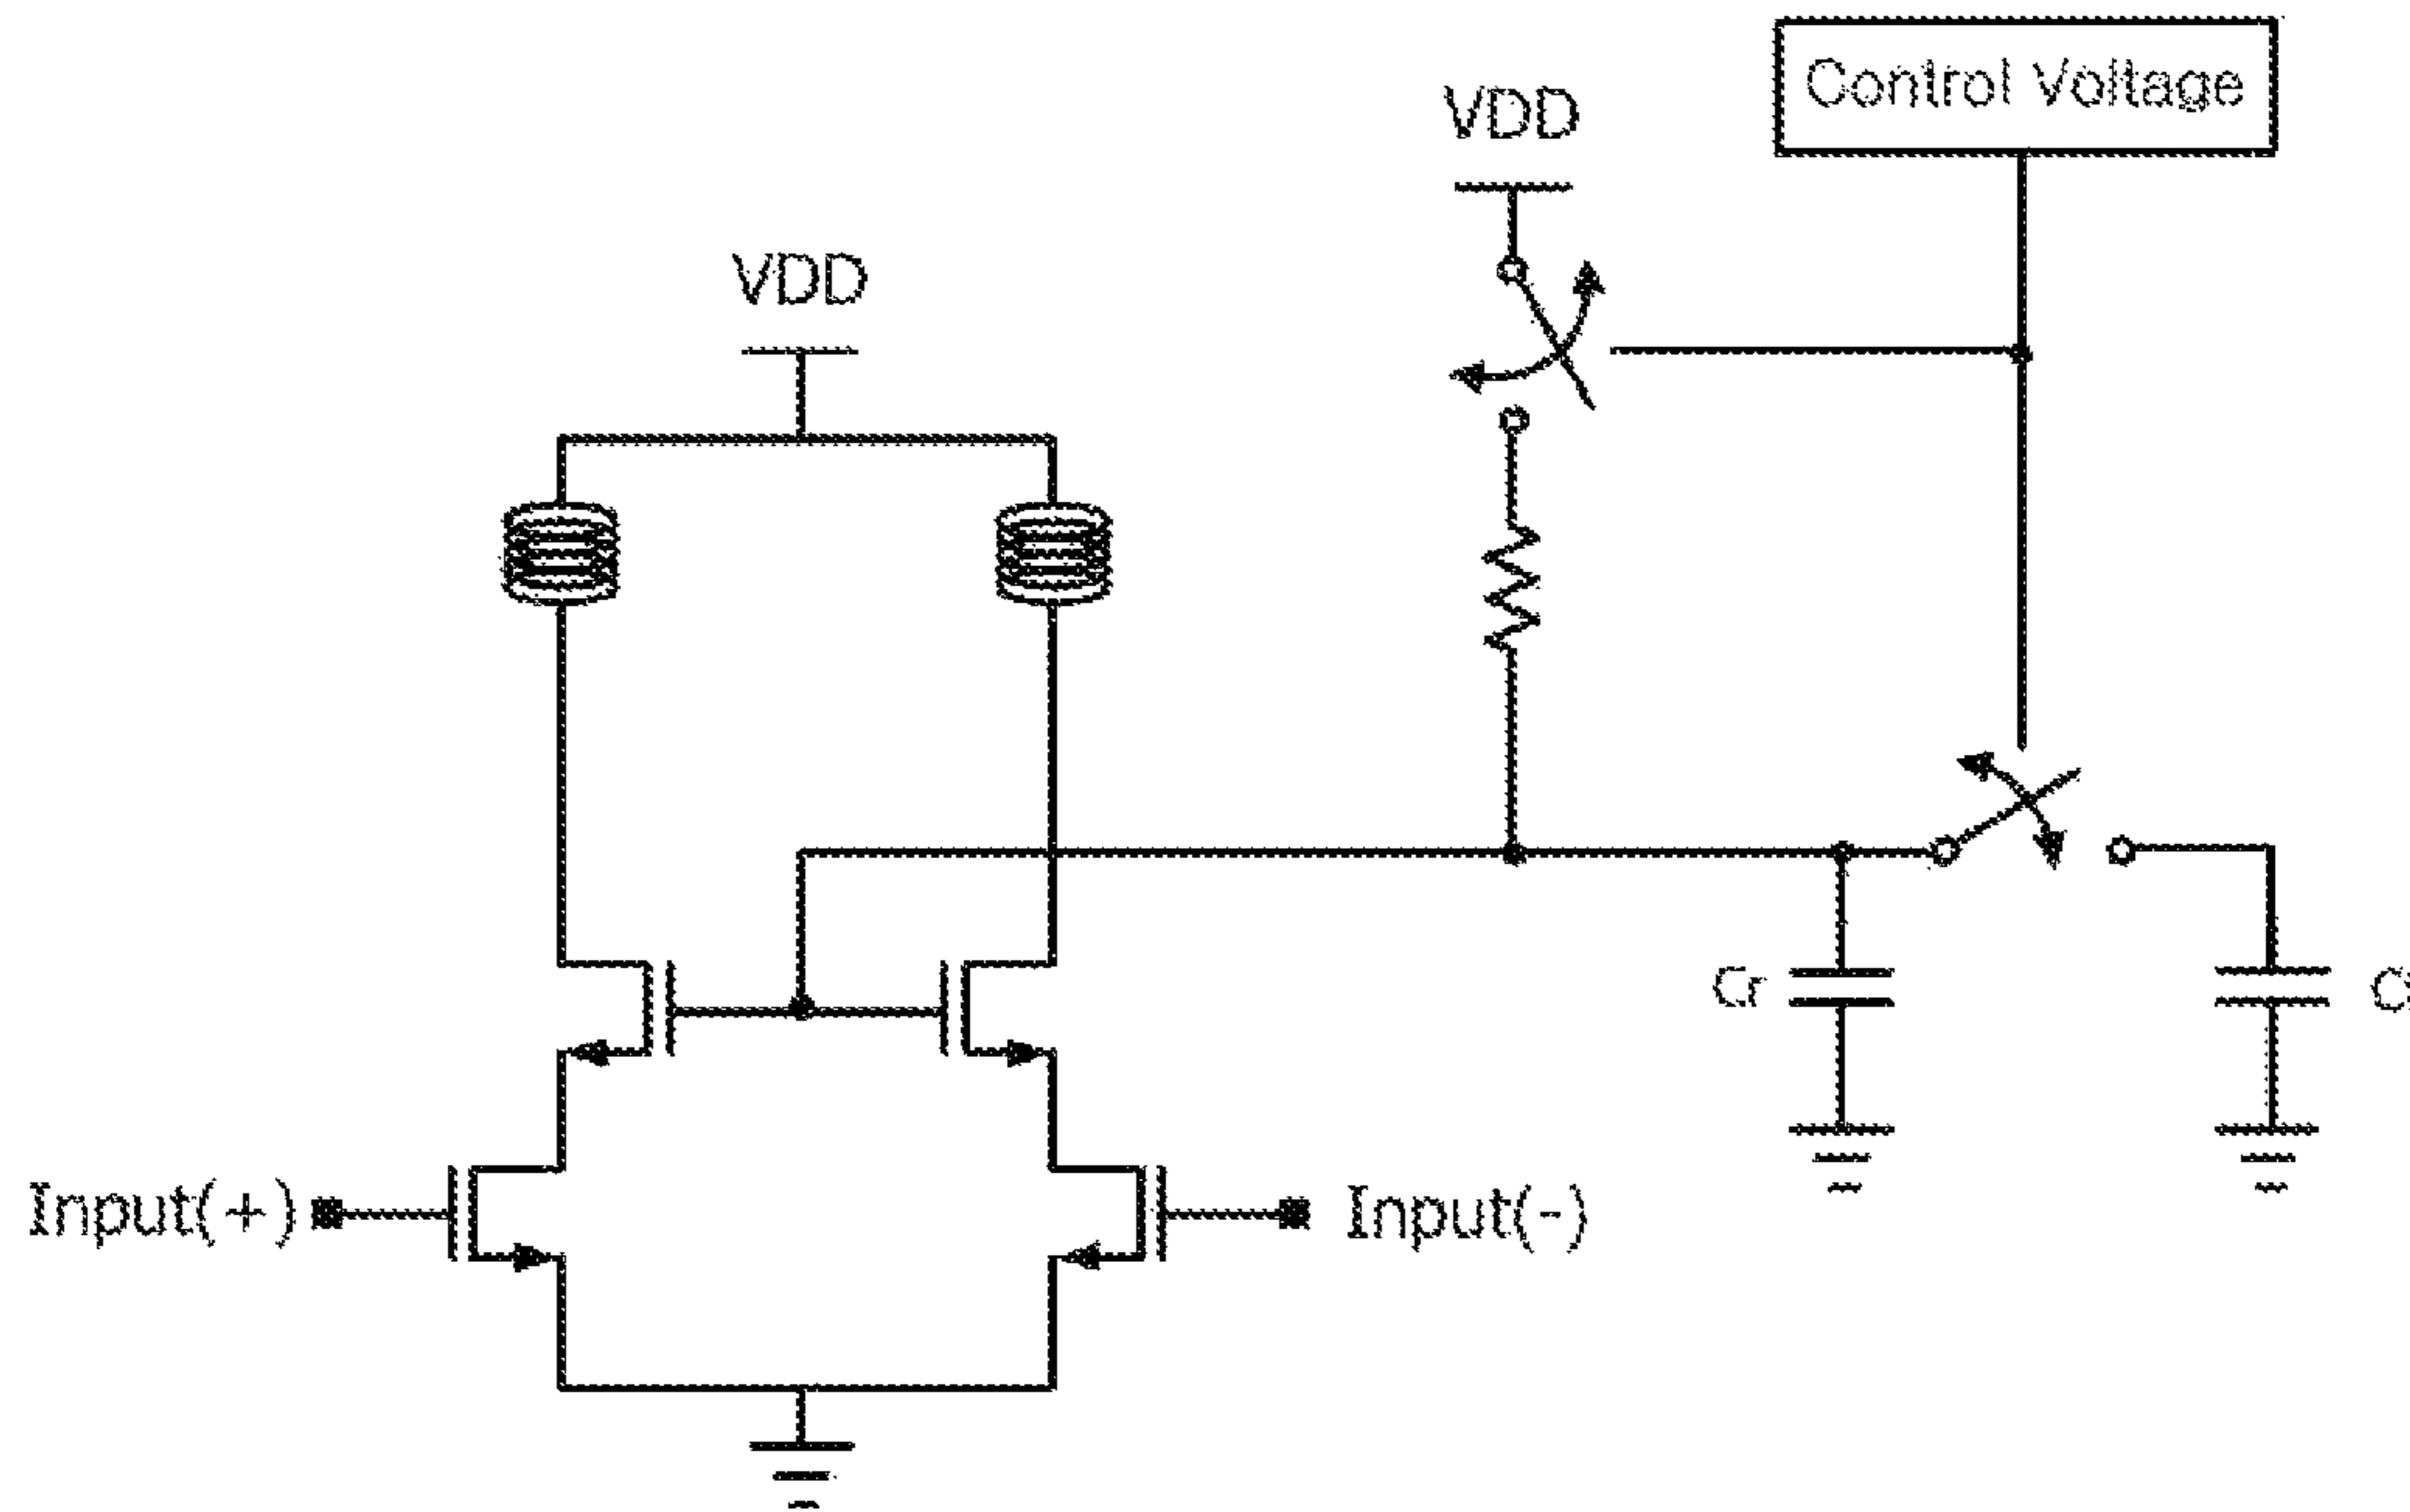 Control Voltage
VDD
VDD
Cr
Input(+)
Input(-)